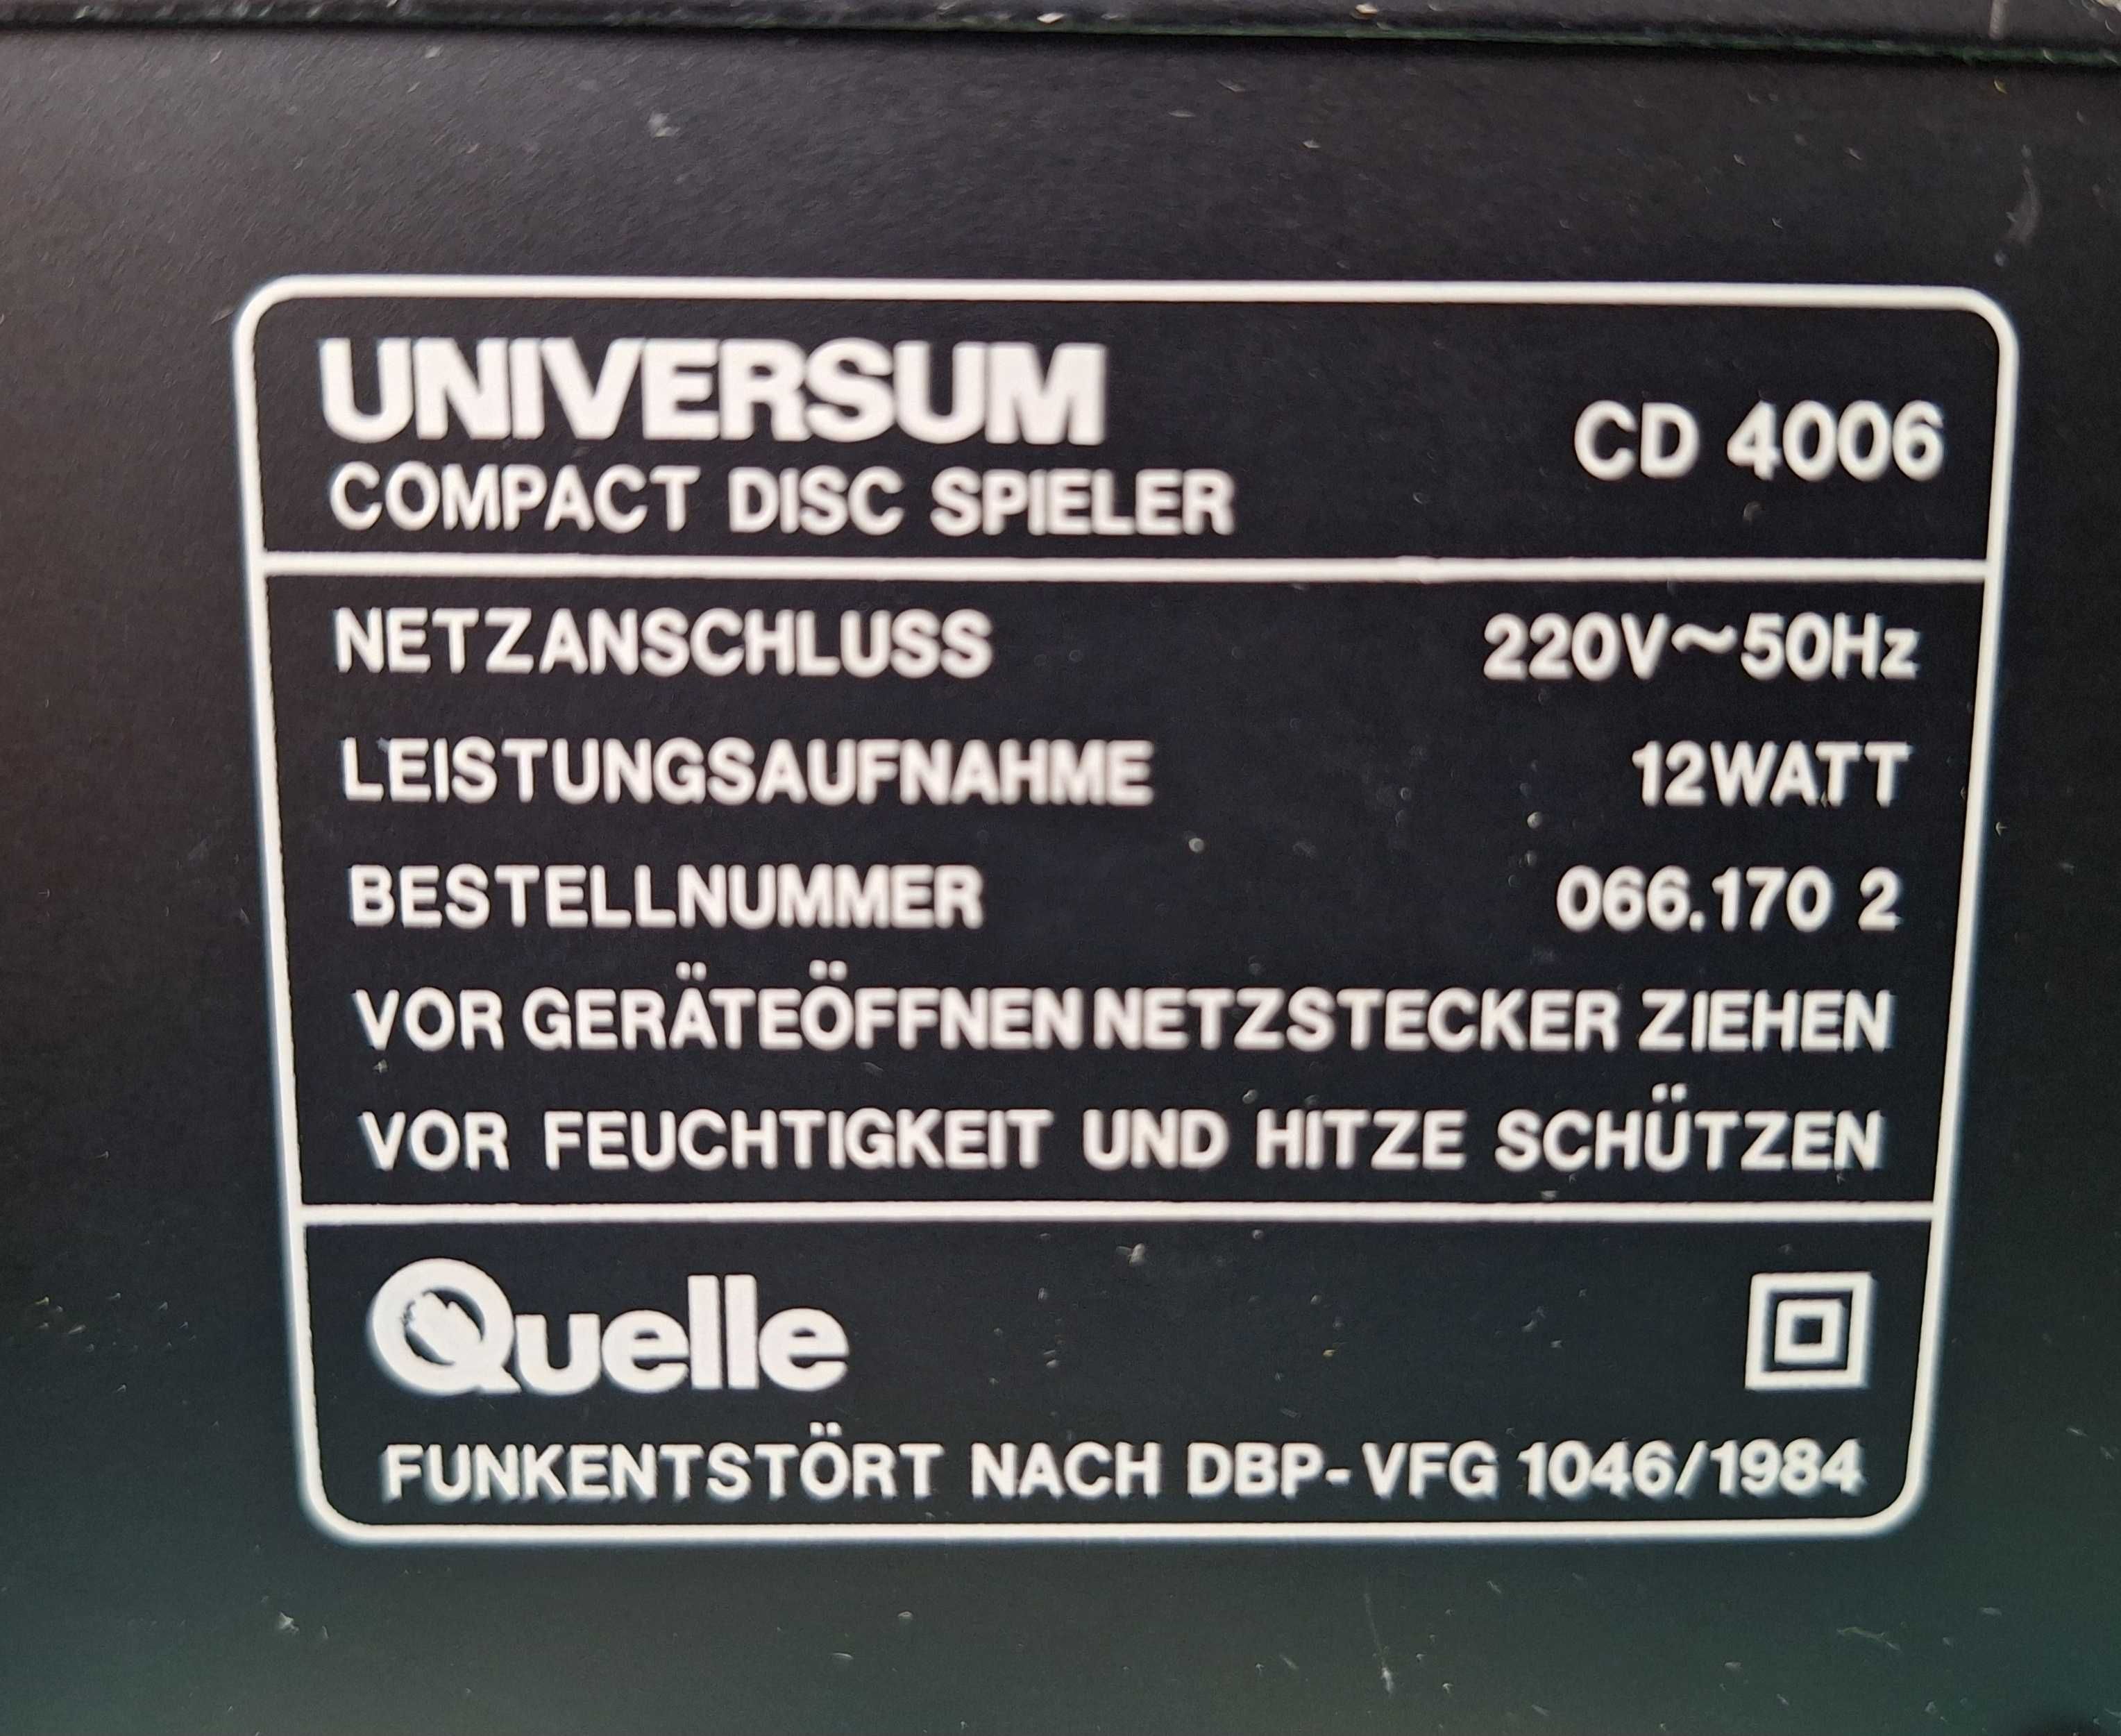 UNIVERSUM
COMPACT DISC SPIELER
CD 4006
NETZANSCHLUSS 220V~50Hz
LEISTUNGSAUFNAHME 12WATT
BESTELLNUMMER 066.170 2
VOR GERÄTEÖFFNEN NETZSTECKER ZIEHEN
VOR FEUCHTIGKEIT UND HITZE SCHÜTZEN
Quelle
FUNKENTSTÖRT NACH DBP-VFG 1046/1984